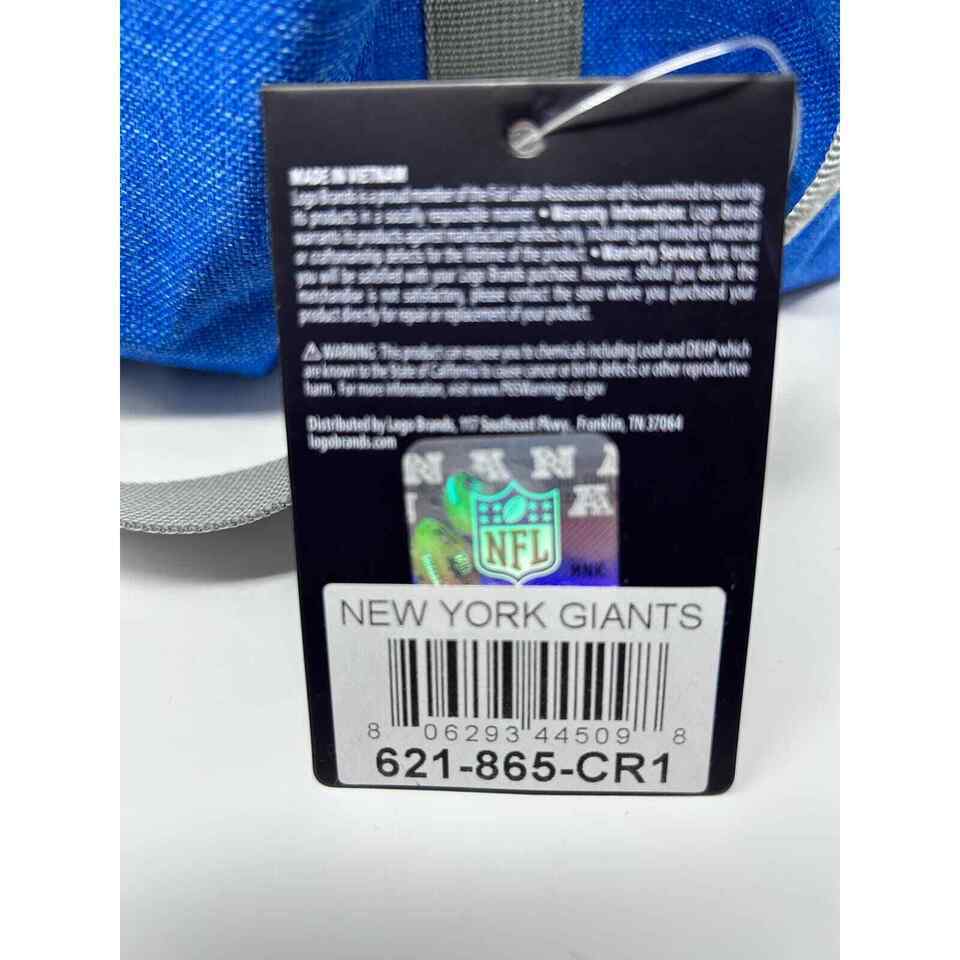 MADE IN VIETNAM
Logo Brands is a proud member of the Fair Labor Association and is committed to sourcing
its products in a socially responsible manner. • Warranty Information: Logo Brands
warrants its products against manufacturer defects only, including and limited to material
or craftsmanship defects for the lifetime of the product. • Warranty Service: We trust
you will be satisfied with your Logo Brands purchase. However, should you decide the
merchandise is not satisfactory, please contact the store where you purchased your
product directly for repair or replacement of your product.
⚠WARNING: This product can expose you to chemicals including Lead and DEHP which
are known to the State of California to cause cancer or birth defects or other reproductive
harm. For more information, visit www.P65Warnings.ca.gov
Distributed by Logo Brands, 117 Southeast Pkwy., Franklin, TN 37064
logobrands.com
N A N
A
NFL
NEW YORK GIANTS
8 06293 44509 8
621-865-CR1